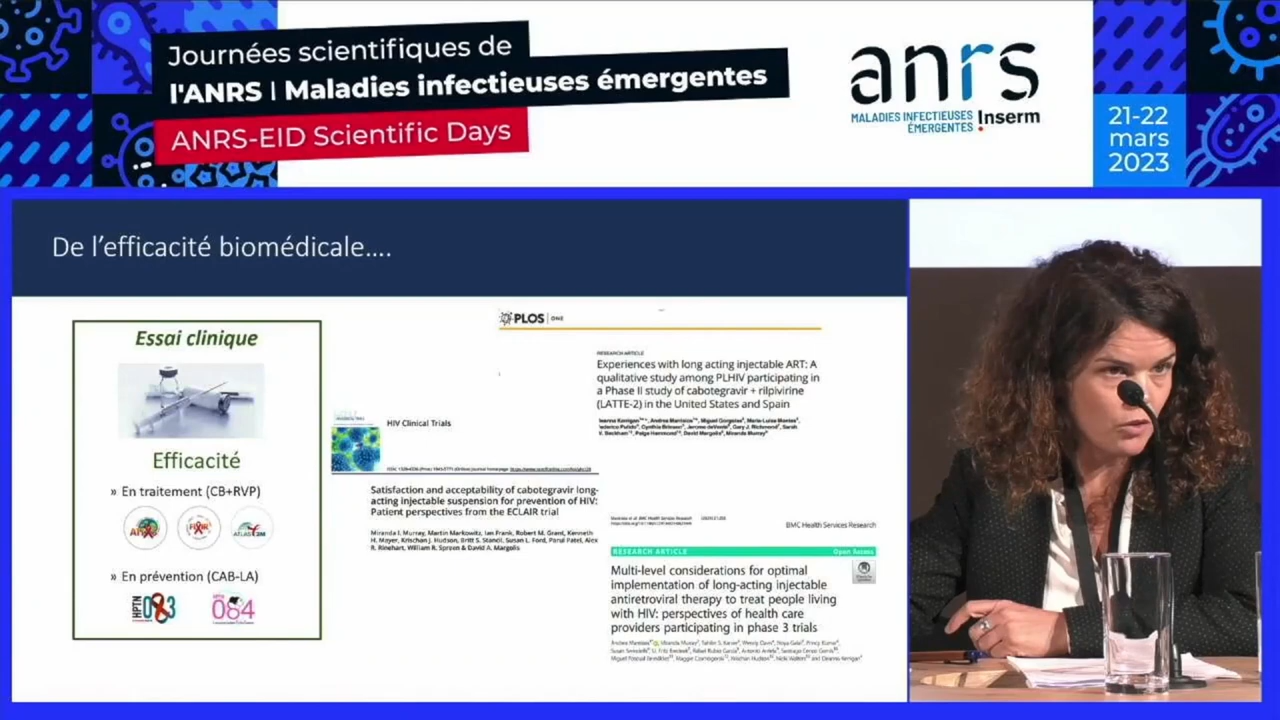 Journées scientifiques de
l'ANRS | Maladies infectieuses émergentes
ANRS-EID Scientific Days
anrs
MALADIES INFECTIEUSES
ÉMERGENTES
Inserm
21-22
mars
2023
De l'efficacité biomédicale....
Essai clinique
Efficacité
» En traitement (CB+RVP)
ATLAS2M
» En prévention (CAB-LA)
HPTN
083
084
HIV Clinical Trials
Satisfaction and acceptability of cabotegravir long-
acting injectable suspension for prevention of HIV:
Patient perspectives from the ECLAIR trial
Miranda I. Murray, Martin Markowitz, Ian Frank, Robert M. Grant, Kenneth
H. Mayer, Krischan J. Hudson, Britt S. Stancil, Susan L. Ford, Parul Patel, Alex
R. Rinehart, William R. Spreen & David A. Margolis
PLOS ONE
RESEARCH ARTICLE
Experiences with long acting injectable ART: A
qualitative study among PLHIV participating in
a Phase II study of cabotegravir + rilpivirine
(LATTE-2) in the United States and Spain
BMC Health Services Research
RESEARCH ARTICLE
Open Access
Multi-level considerations for optimal
implementation of long-acting injectable
antiretroviral therapy to treat people living
with HIV: perspectives of health care
providers participating in phase 3 trials